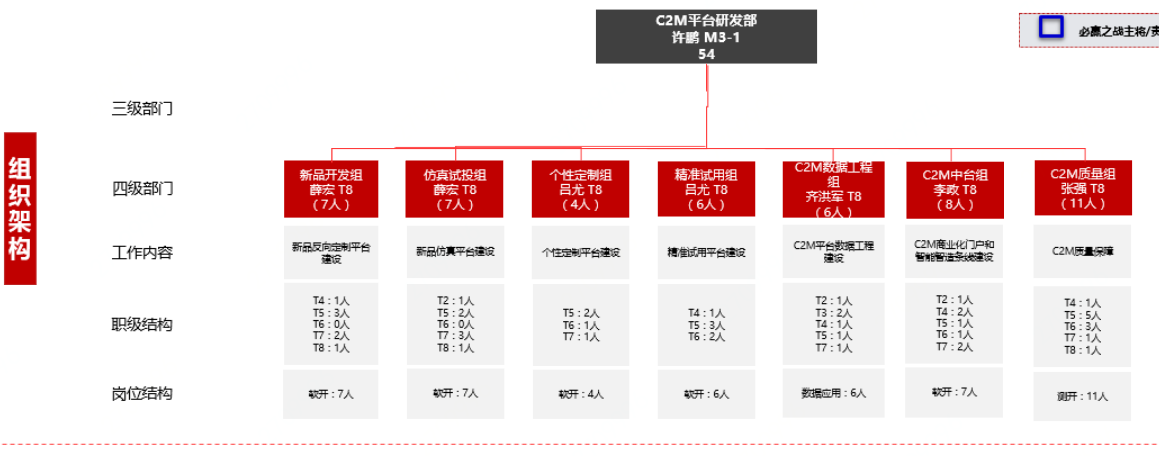 C2M平台研发部
许鹏 M3-1
54
必赢之战主将/责
三级部门
组织架构
四级部门
新品开发组
薛宏 T8
（7人）
仿真试投组
薛宏 T8
（7人）
个性定制组
吕尤 T8
（4人）
精准试用组
吕尤 T8
（6人）
C2M数据工程
组
齐洪军 T8
（6人）
C2M中台组
李政 T8
（8人）
C2M质量组
张强 T8
（11人）
工作内容
新品反向定制平台
建设
新品仿真平台建设
个性定制平台建设
精准试用平台建设
C2M平台数据工程
建设
C2M商业化门户和
智能智造条线建设
C2M质量保障
职级结构
T4：1人
T5：3人
T6：0人
T7：2人
T8：1人
T2：1人
T5：2人
T6：0人
T7：3人
T8：1人
T5：2人
T6：1人
T7：1人
T4：1人
T5：3人
T6：2人
T2：1人
T3：2人
T4：1人
T5：1人
T7：1人
T2：1人
T4：2人
T5：1人
T6：1人
T7：2人
T4：1人
T5：5人
T6：3人
T7：1人
T8：1人
岗位结构
软开：7人
软开：7人
软开：4人
软开：6人
数据应用：6人
软开：7人
测开：11人